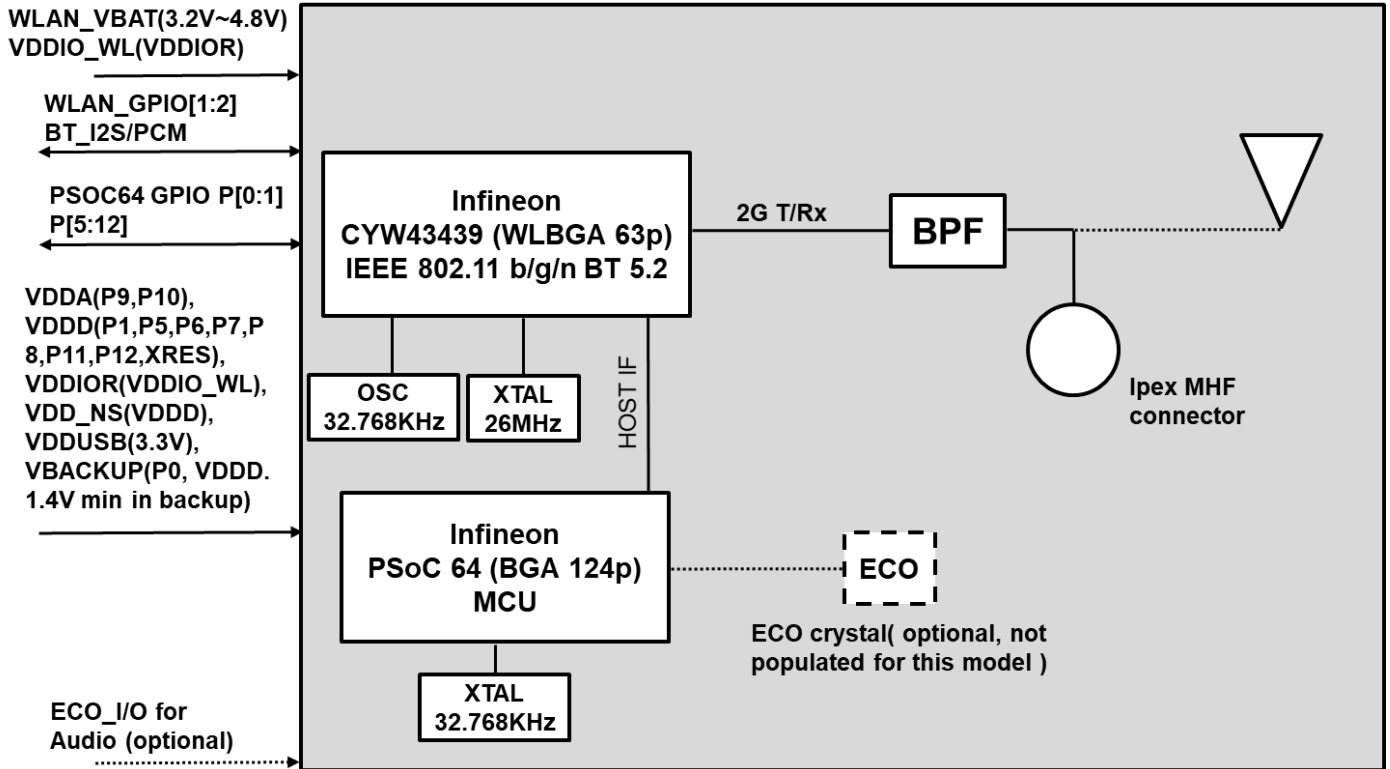 WLAN_VBAT(3.2V~4.8V)
VDDIO_WL(VDDIOR)
WLAN_GPIO[1:2]
BT_I2S/PCM
PSOC64 GPIO P[0:1]
P[5:12]
VDDA(P9,P10),
VDDD(P1,P5,P6,P7,P
8,P11,P12,XRES),
VDDIOR(VDDIO_WL),
VDD_NS(VDDD),
VDDUSB(3.3V),
VBACKUP(P0, VDDD.
1.4V min in backup)
ECO_I/O for
Audio (optional)
Infineon
CYW43439 (WLBGA 63p)
IEEE 802.11 b/g/n BT 5.2
2G T/Rx
BPF
Ipex MHF
connector
OSC
32.768KHz
XTAL
26MHz
HOST IF
Infineon
PSoC 64 (BGA 124p)
MCU
ECO
ECO crystal( optional, not
populated for this model )
XTAL
32.768KHz